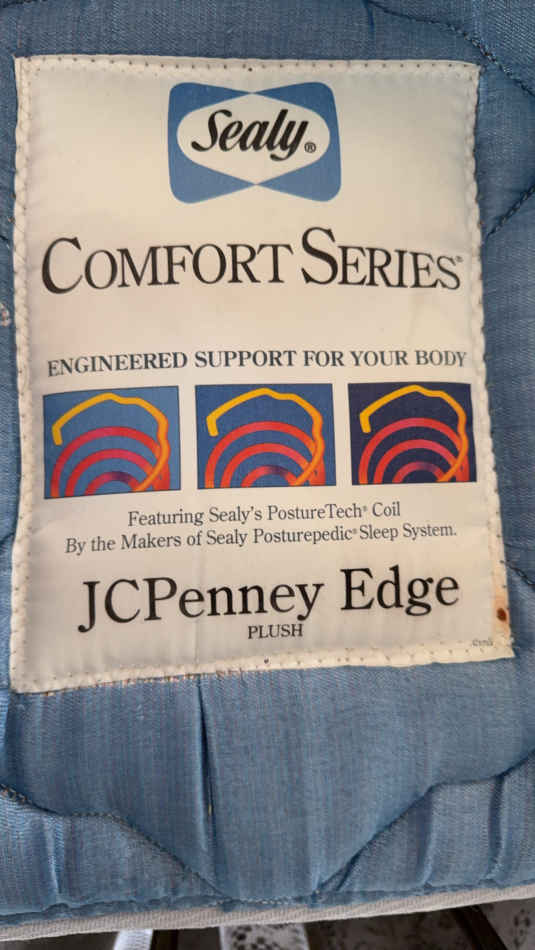 Sealy®
COMFORT SERIES®
ENGINEERED SUPPORT FOR YOUR BODY
Featuring Sealy's PostureTech® Coil
By the Makers of Sealy Posturepedic® Sleep System.
JCPenney Edge
PLUSH